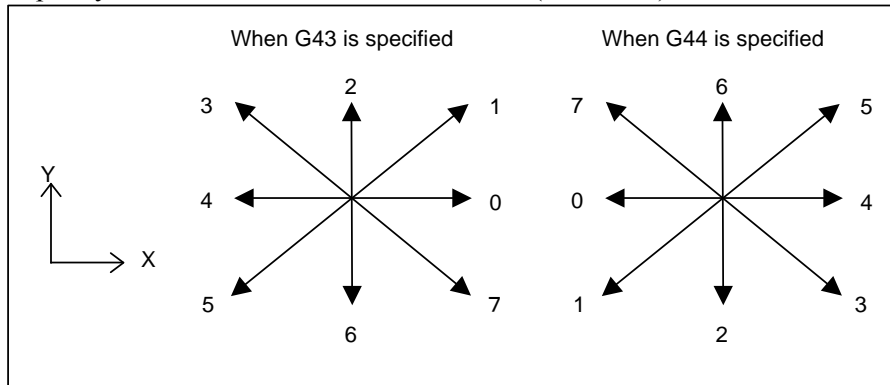 When G43 is specified When G44 is specified
2 6
3 1 7 5
Y
4 0 0 4
X
5 7 1 3
6 2